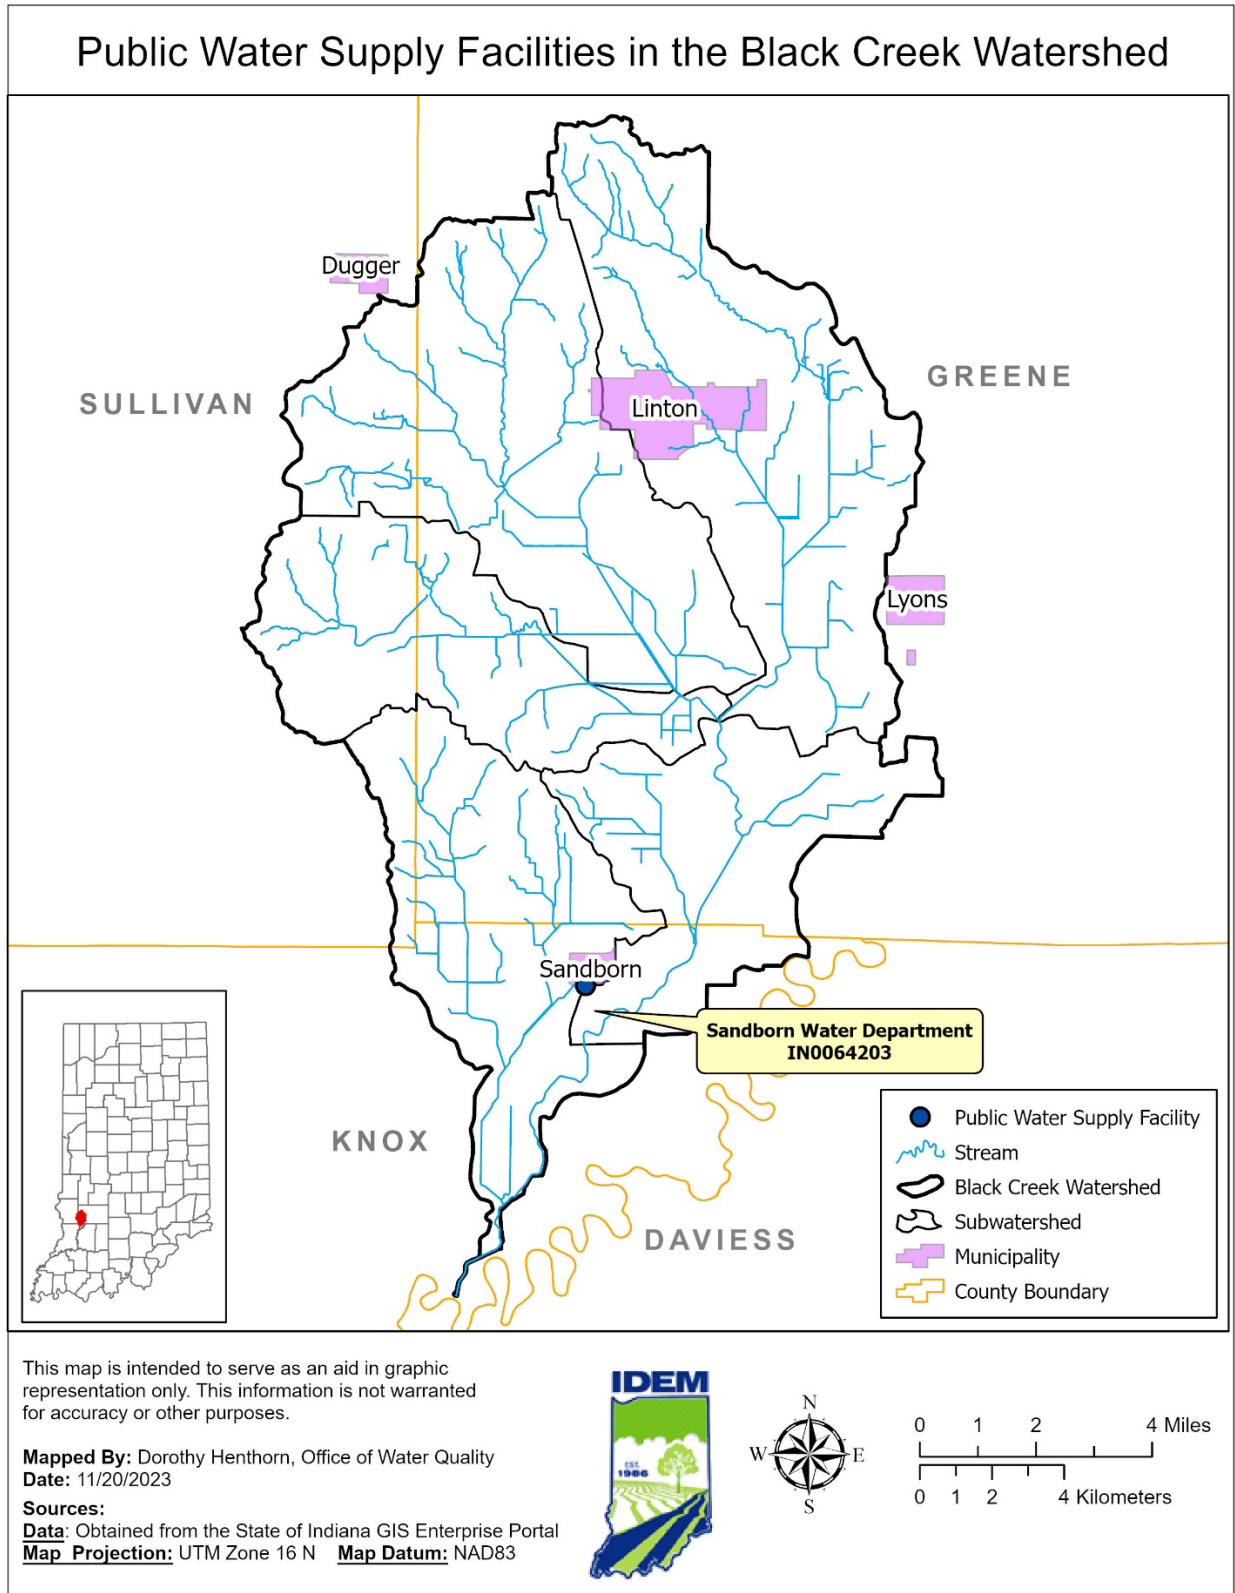 Public Water Supply Facilities in the Black Creek Watershed
Dugger
SULLIVAN
GREENE
Linton
Lyons
Sandborn
Sandborn Water Department
IN0064203
KNOX
DAVIESS
Public Water Supply Facility
Stream
Black Creek Watershed
Subwatershed
Municipality
County Boundary
This map is intended to serve as an aid in graphic
representation only. This information is not warranted
for accuracy or other purposes.
Mapped By: Dorothy Henthorn, Office of Water Quality
Date: 11/20/2023
Sources:
Data: Obtained from the State of Indiana GIS Enterprise Portal
Map Projection: UTM Zone 16 N Map Datum: NAD83
IDEM
EST.
1986
N
W E
S
0 1 2 4 Miles
0 1 2 4 Kilometers